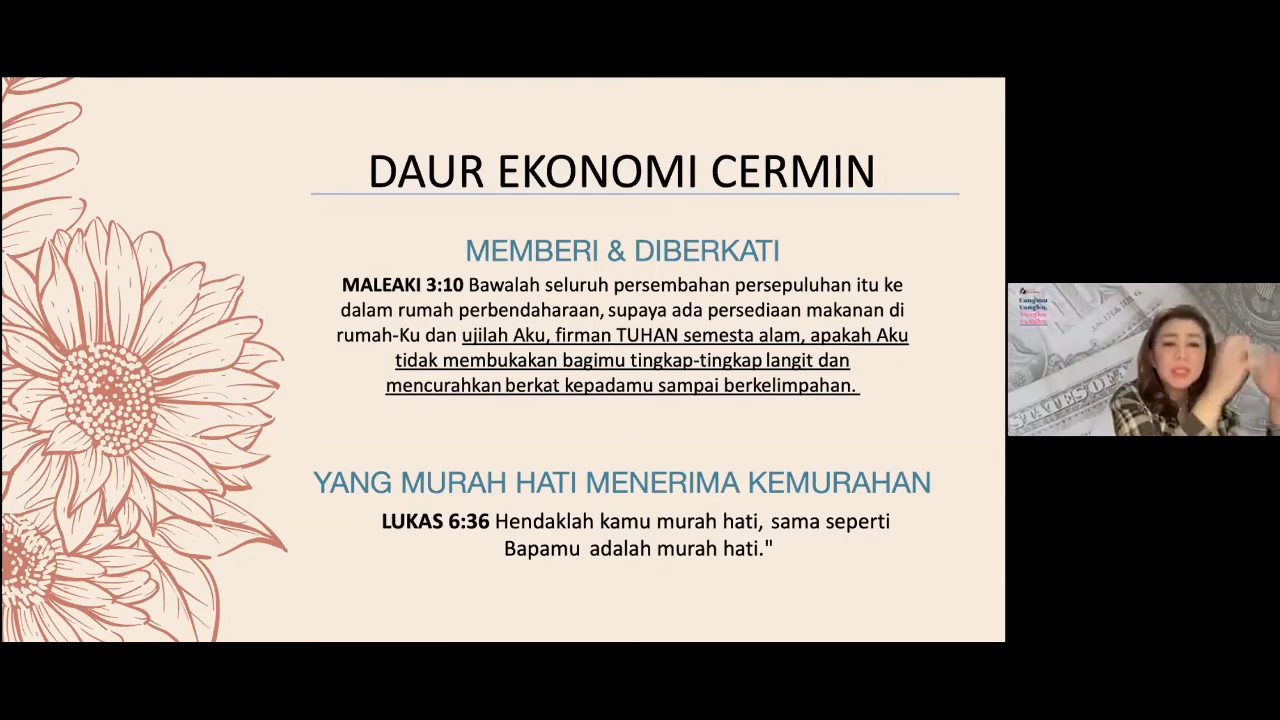 DAUR EKONOMI CERMIN
MEMBERI & DIBERKATI
MALEAKI 3:10 Bawalah seluruh persembahan persepuluhan itu ke
dalam rumah perbendaharaan, supaya ada persediaan makanan di
rumah-Ku dan ujilah Aku, firman TUHAN semesta alam, apakah Aku
tidak membukakan bagimu tingkap-tingkap langit dan
mencurahkan berkat kepadamu sampai berkelimpahan.
YANG MURAH HATI MENERIMA KEMURAHAN
LUKAS 6:36 Hendaklah kamu murah hati, sama seperti
Bapamu adalah murah hati."
STATES OF